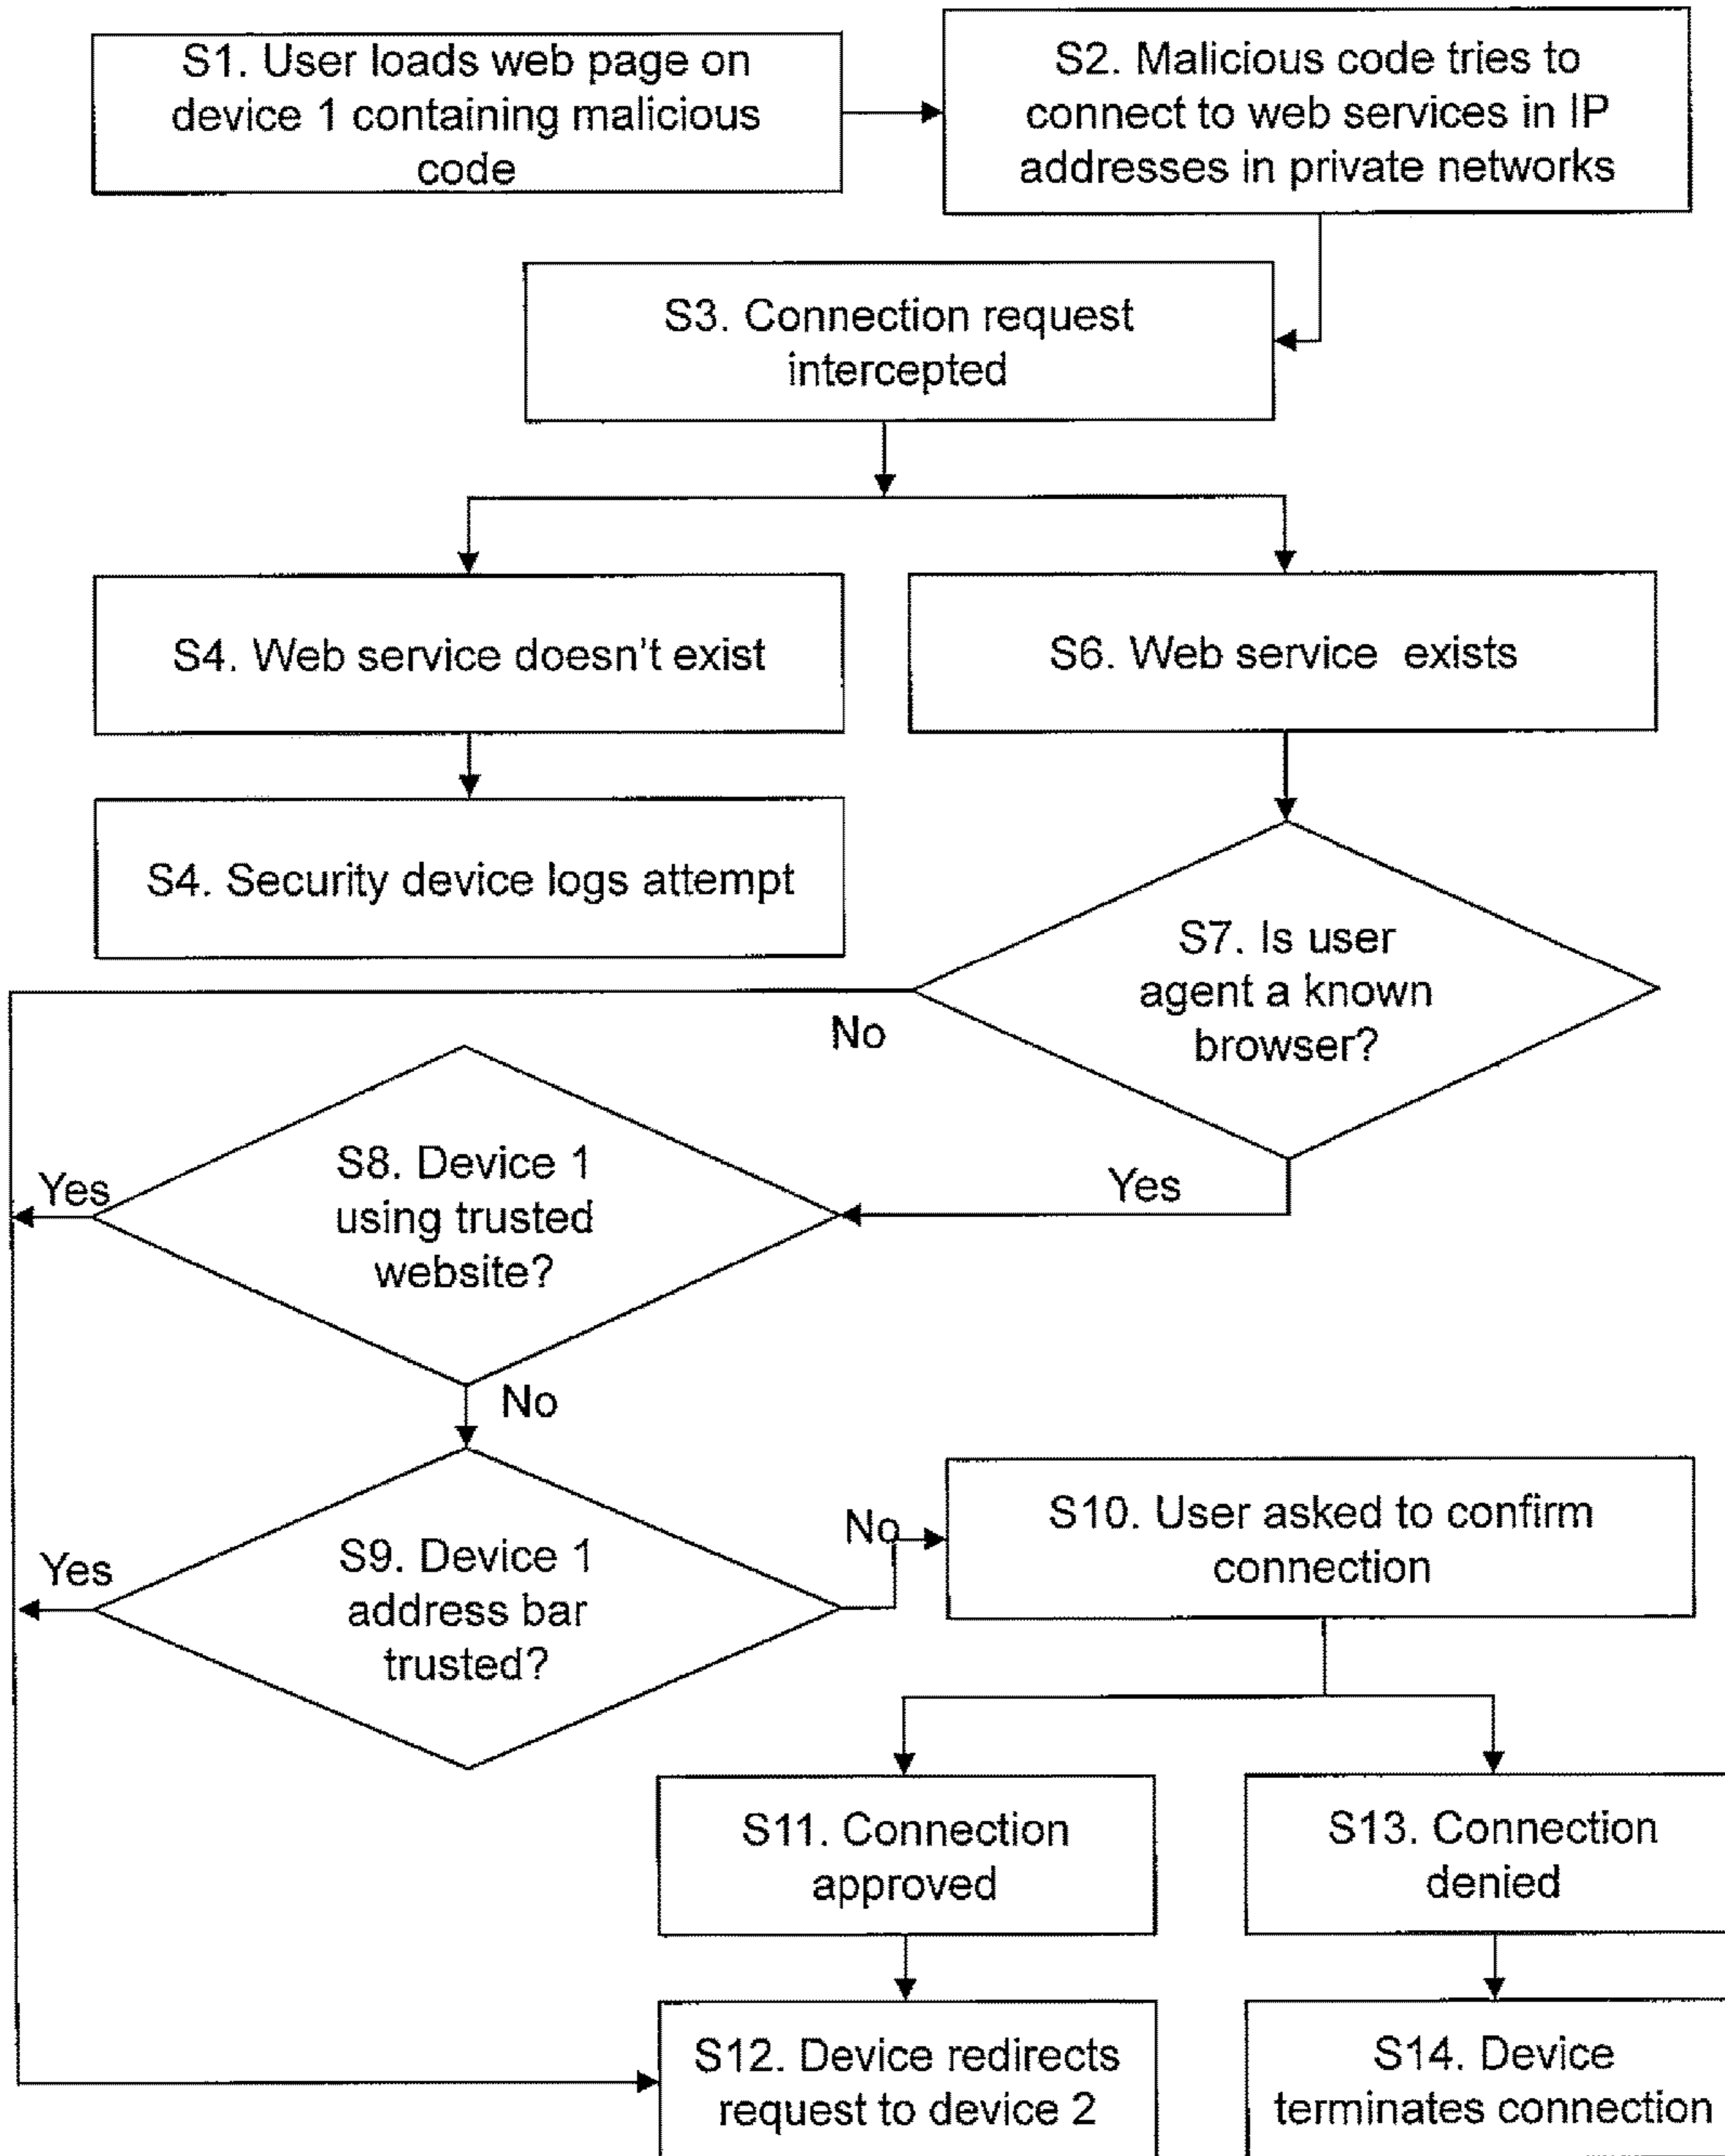 S1. User loads web page on
device 1 containing malicious
code
S2. Malicious code tries to
connect to web services in IP
addresses in private networks
S3. Connection request
intercepted
S4. Web service doesn't exist
S6. Web service exists
S4. Security device logs attempt
S7. Is user
agent a known
browser?
No
Yes
S8. Device 1
using trusted
website?
Yes
No
S9. Device 1
address bar
trusted?
Yes
No
S10. User asked to confirm
connection
S11. Connection
approved
S13. Connection
denied
S12. Device redirects
request to device 2
S14. Device
terminates connection